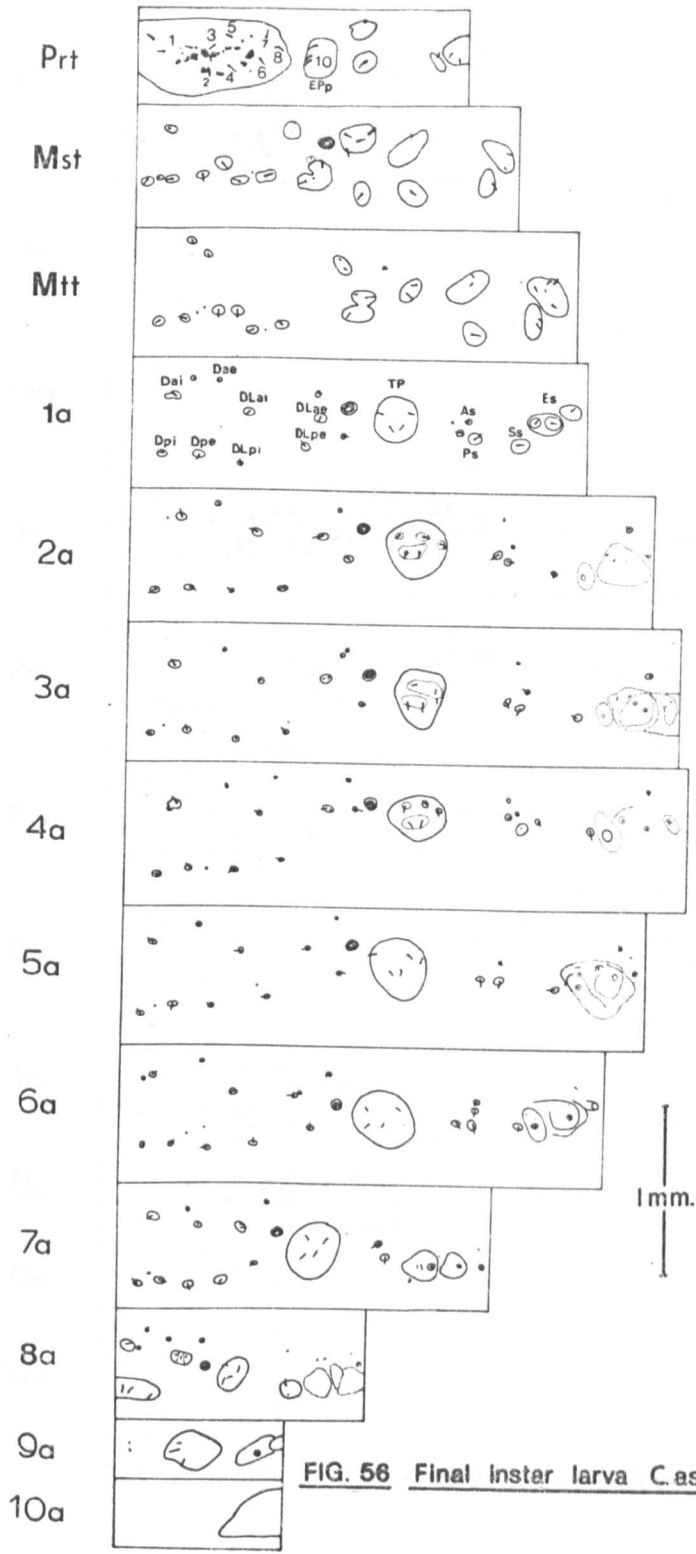 Prt
1 3 5 7 8
2 4 6 10
EPp
Mst
Mtt
1a
Dai Dae DLai DLae TP As Es
Dpi Dpe DLpi DLpe Ps Ss
2a
3a
4a
5a
6a
1mm.
7a
8a
9a
10a
FIG. 56 Final instar larva C. as